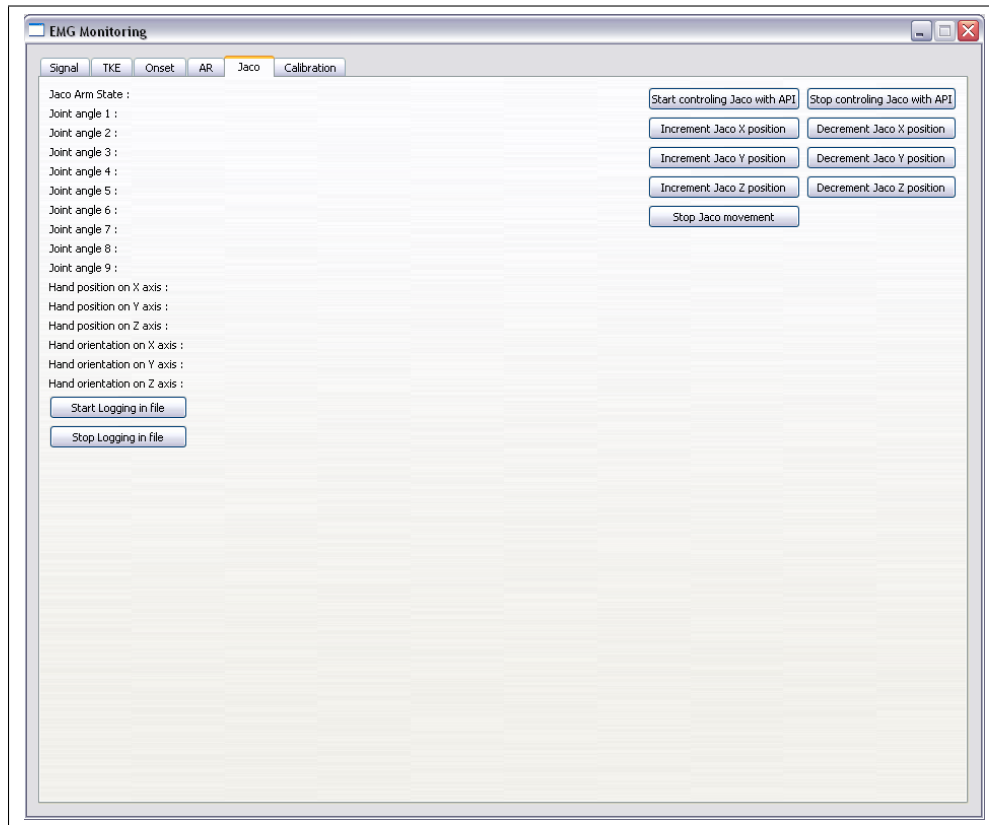 EMG Monitoring
Signal TKE Onset AR Jaco Calibration
Jaco Arm State :
Joint angle 1 :
Joint angle 2 :
Joint angle 3 :
Joint angle 4 :
Joint angle 5 :
Joint angle 6 :
Joint angle 7 :
Joint angle 8 :
Joint angle 9 :
Hand position on X axis :
Hand position on Y axis :
Hand position on Z axis :
Hand orientation on X axis :
Hand orientation on Y axis :
Hand orientation on Z axis :
Start Logging in file
Stop Logging in file
Start controling Jaco with API Stop controling Jaco with API
Increment Jaco X position Decrement Jaco X position
Increment Jaco Y position Decrement Jaco Y position
Increment Jaco Z position Decrement Jaco Z position
Stop Jaco movement